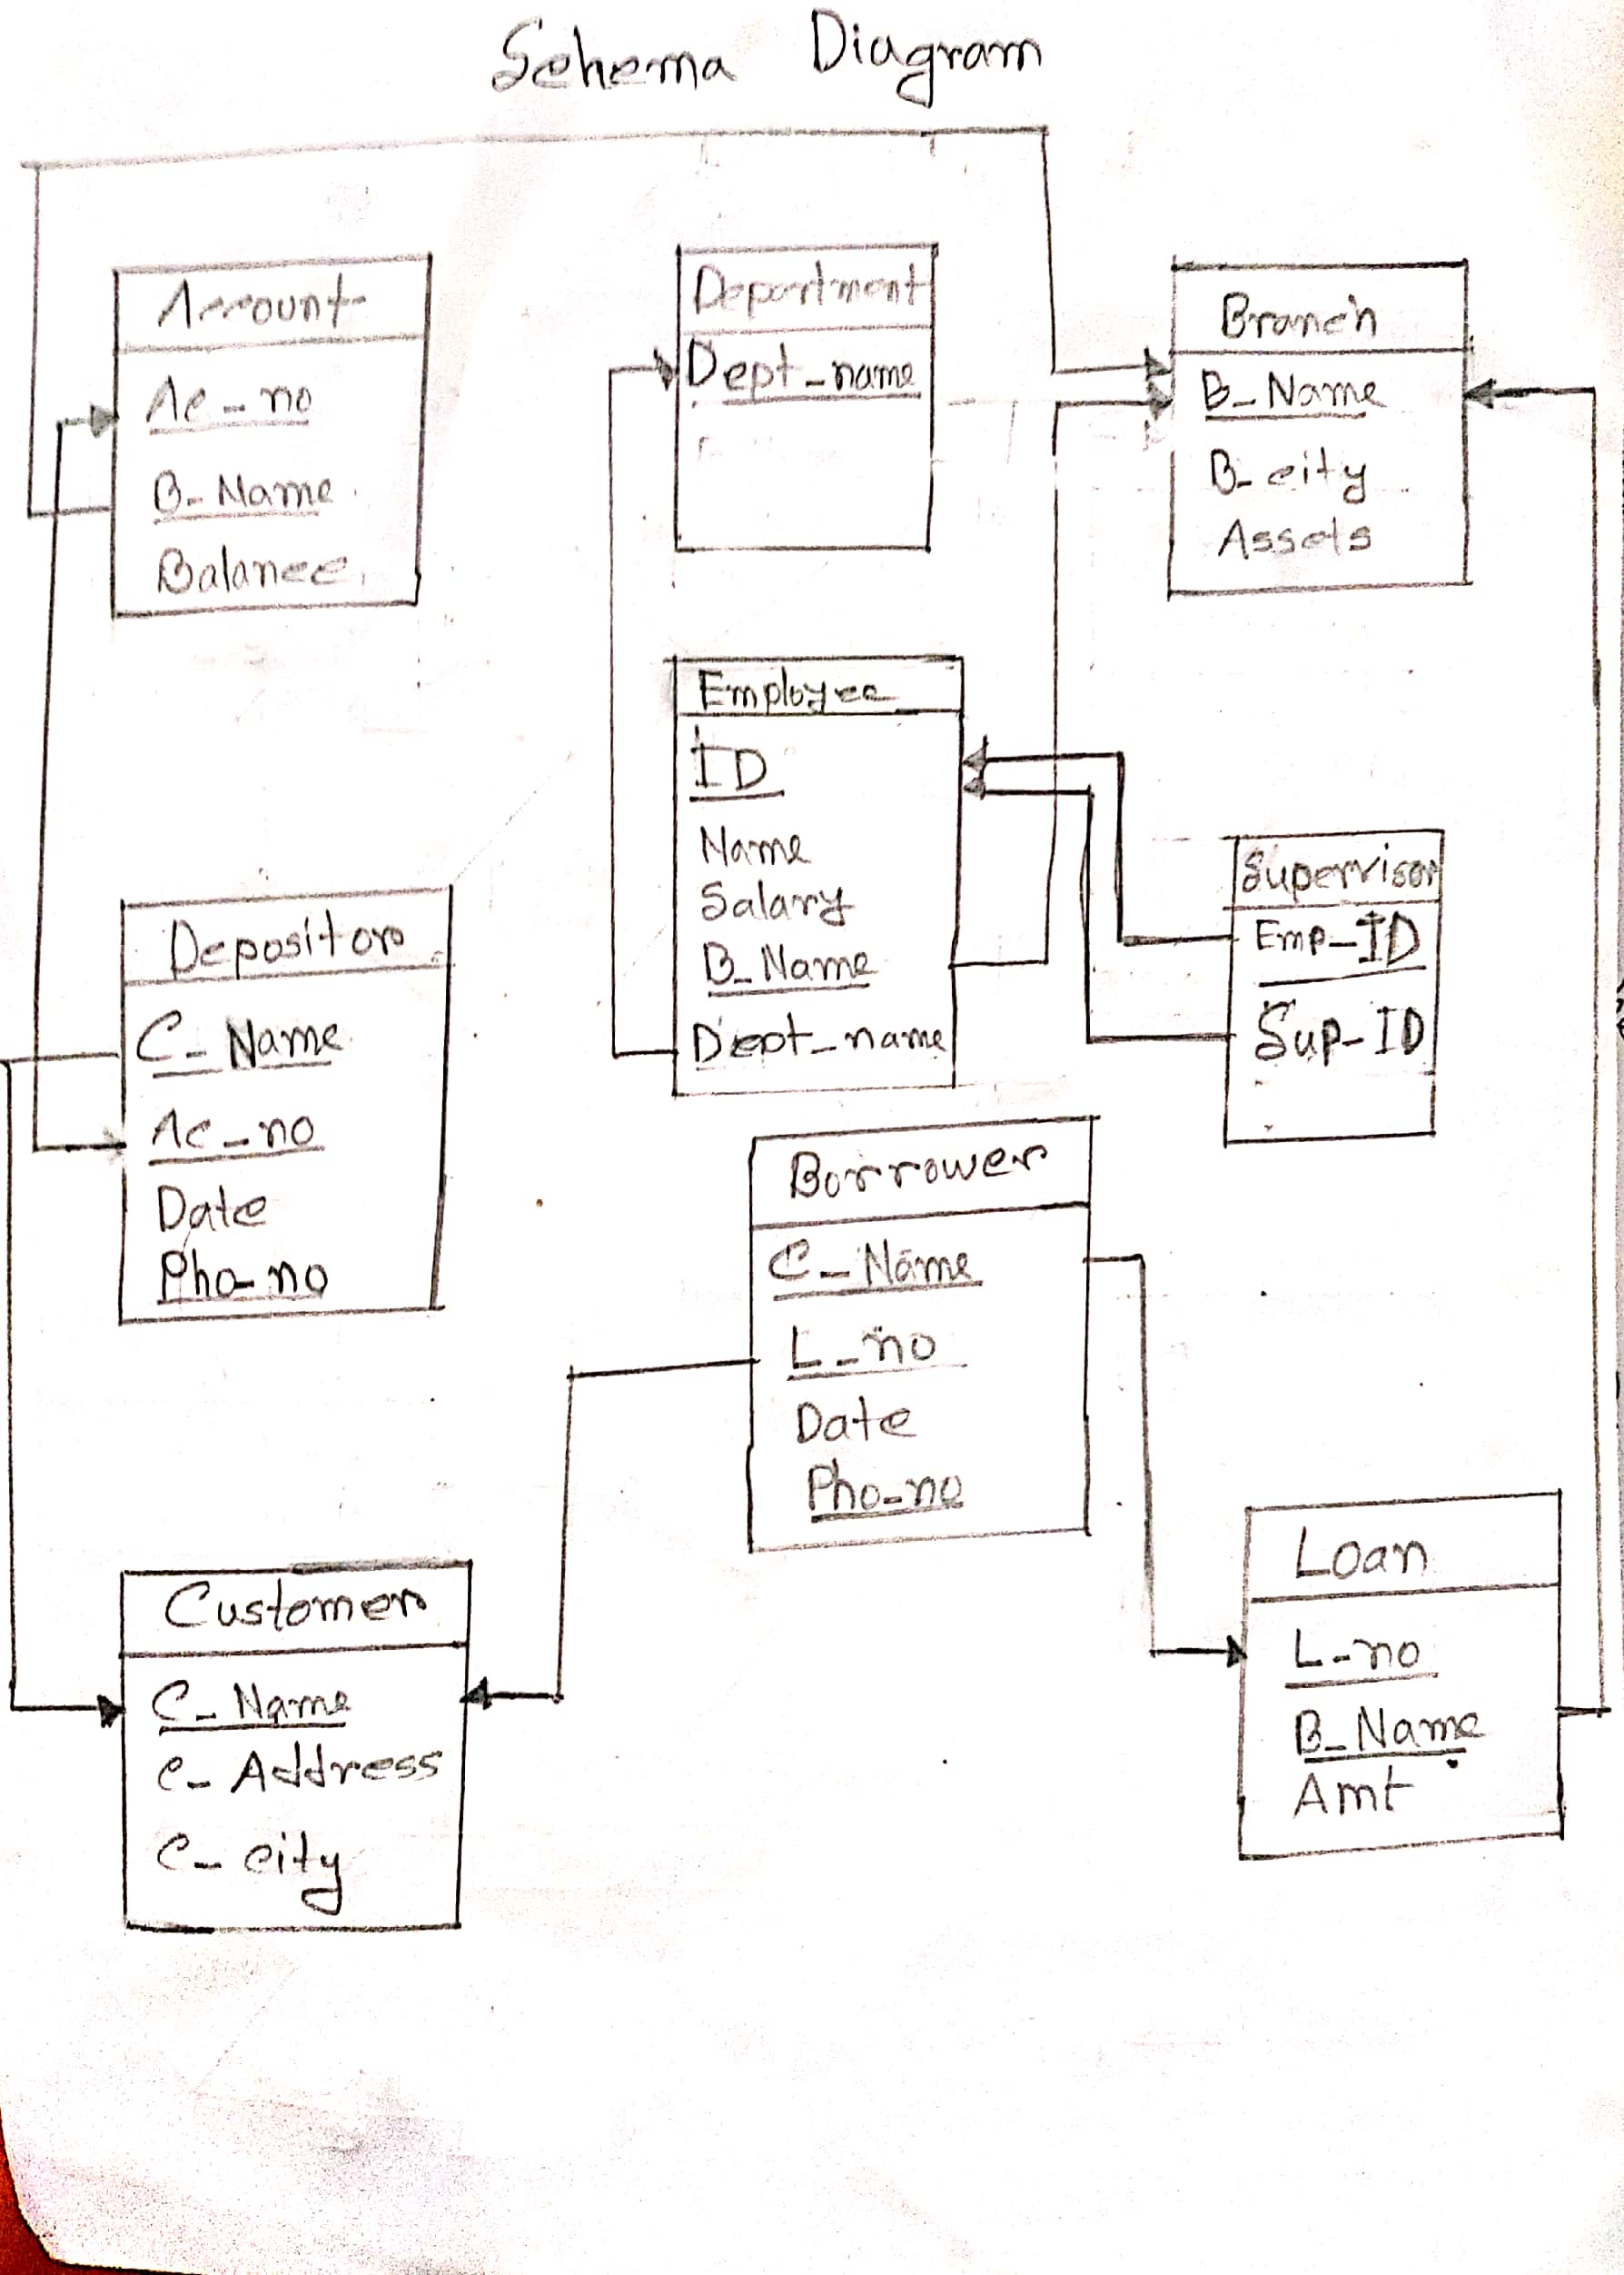 Schema Diagram
Account
Ac_no
B_Name
Balance
Department
Dept_name
Branch
B_Name
B_city
Assets
Employee
ID
Name
Salary
B_Name
Dept_name
Supervisor
Emp_ID
Sup_ID
Depositor
C_Name
Ac_no
Date
Pho_no
Borrower
C_Name
L_no
Date
Pho_no
Customer
C_Name
C_Address
C_city
Loan
L_no
B_Name
Amt